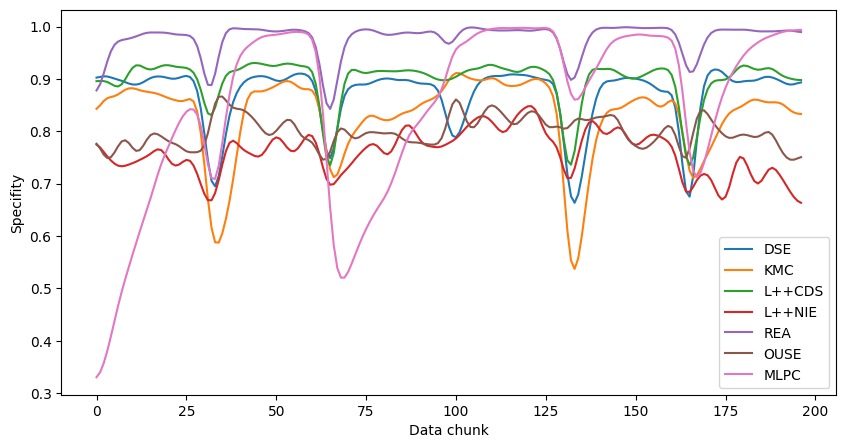 1.0
0.9
0.8
0.7
0.6
0.5
0.4
0.3
Specifity
0
25
50
75
100
125
150
175
200
Data chunk
DSE
KMC
L++CDS
L++NIE
REA
OUSE
MLPC